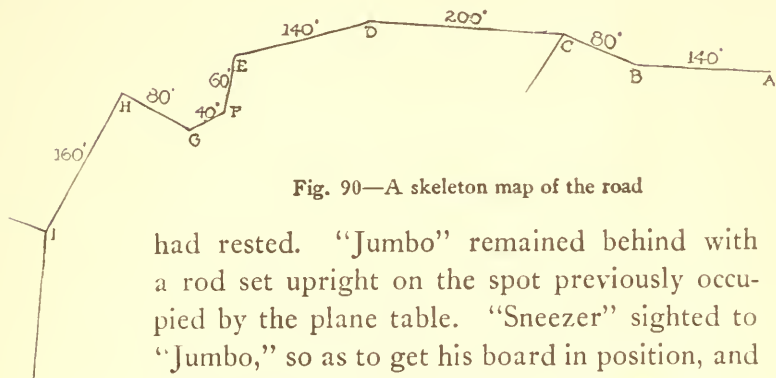 140' D 200' C 80' B 140' A
E 60' F 40' G 80' H
160' I
Fig. 90—A skeleton map of the road
had rested. “Jumbo” remained behind with
a rod set upright on the spot previously occu-
pied by the plane table. “Sneezer” sighted to
“Jumbo,” so as to get his board in position, and